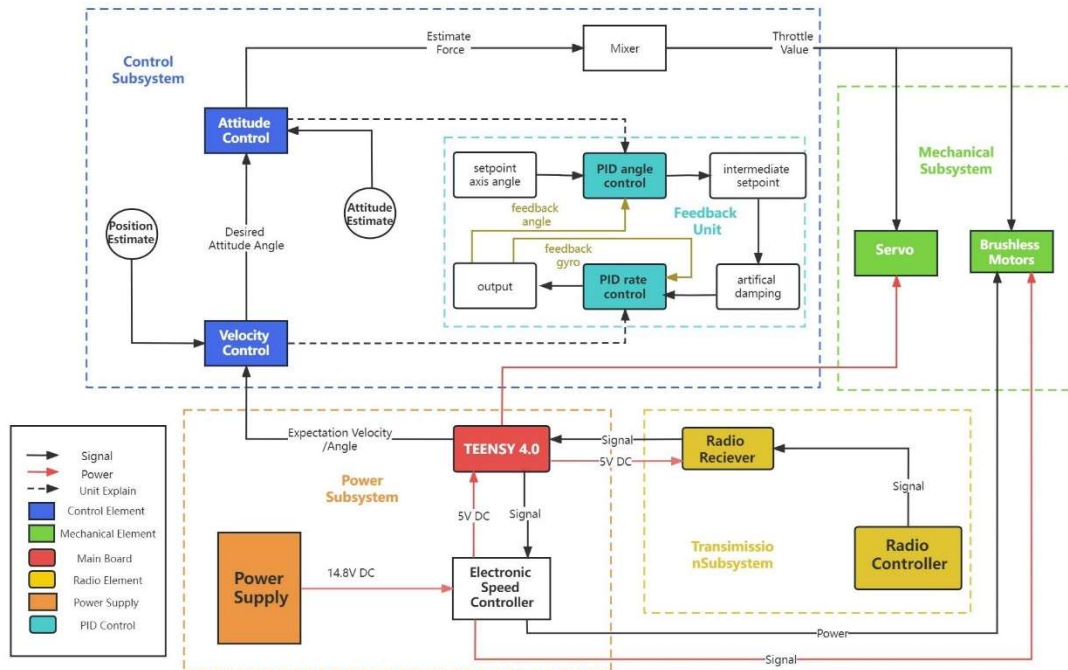 Control
Subsystem
Estimate
Force
Mixer
Throttle
Value
Attitude
Control
Mechanical
Subsystem
setpoint
axis angle
PID angle
control
intermediate
setpoint
Position
Estimate
Attitude
Estimate
Desired
Attitude Angle
feedback
angle
Feedback
Unit
feedback
gyro
Servo
Brushless
Motors
output
PID rate
control
artifical
damping
Velocity
Control
Expectation Velocity
/Angle
TEENSY 4.0
Signal
5V DC
Radio
Reciever
Power
Subsystem
5V DC
Signal
Signal
Power
Supply
14.8V DC
Electronic
Speed
Controller
Transimissio
nSubsystem
Radio
Controller
Power
Signal
Signal
Power
Unit Explain
Control Element
Mechanical Element
Main Board
Radio Element
Power Supply
PID Control